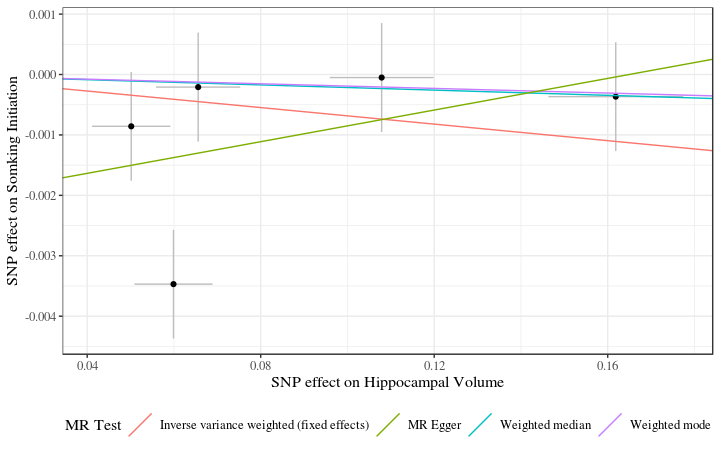 0.001
0.000
-0.001
-0.002
-0.003
-0.004
SNP effect on Somking Initiation
0.04 0.08 0.12 0.16
SNP effect on Hippocampal Volume
MR Test Inverse variance weighted (fixed effects) MR Egger Weighted median Weighted mode